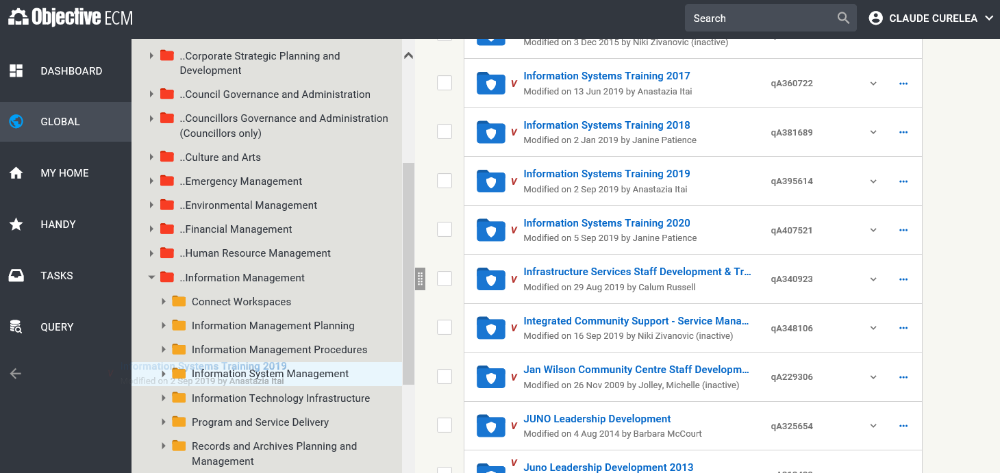 Objective ECM
Search
CLAUDE CURELEA
DASHBOARD
GLOBAL
MY HOME
HANDY
TASKS
QUERY
..Corporate Strategic Planning and
Development
..Council Governance and Administration
..Councillors Governance and Administration
(Councillors only)
..Culture and Arts
..Emergency Management
..Environmental Management
..Financial Management
..Human Resource Management
..Information Management
Connect Workspaces
Information Management Planning
Information Management Procedures
Information Systems Training 2019
V
Modified on 2 Sep 2019 by Anastazia Itai
Information System Management
Information Technology Infrastructure
Program and Service Delivery
Records and Archives Planning and
Management
Modified on 3 Dec 2015 by Niki Zivanovic (inactive)
V Information Systems Training 2017 qA360722
Modified on 13 Jun 2019 by Anastazia Itai
V Information Systems Training 2018 qA381689
Modified on 2 Jan 2019 by Janine Patience
V Information Systems Training 2019 qA395614
Modified on 2 Sep 2019 by Anastazia Itai
V Information Systems Training 2020 qA407521
Modified on 5 Sep 2019 by Janine Patience
V Infrastructure Services Staff Development & Tr... qA340923
Modified on 29 Aug 2019 by Calum Russell
V Integrated Community Support - Service Mana... qA348106
Modified on 16 Sep 2019 by Niki Zivanovic (inactive)
V Jan Wilson Community Centre Staff Developm... qA229306
Modified on 26 Nov 2009 by Jolley, Michelle (inactive)
V JUNO Leadership Development qA325654
Modified on 4 Aug 2014 by Barbara McCourt
V Juno Leadership Development 2013